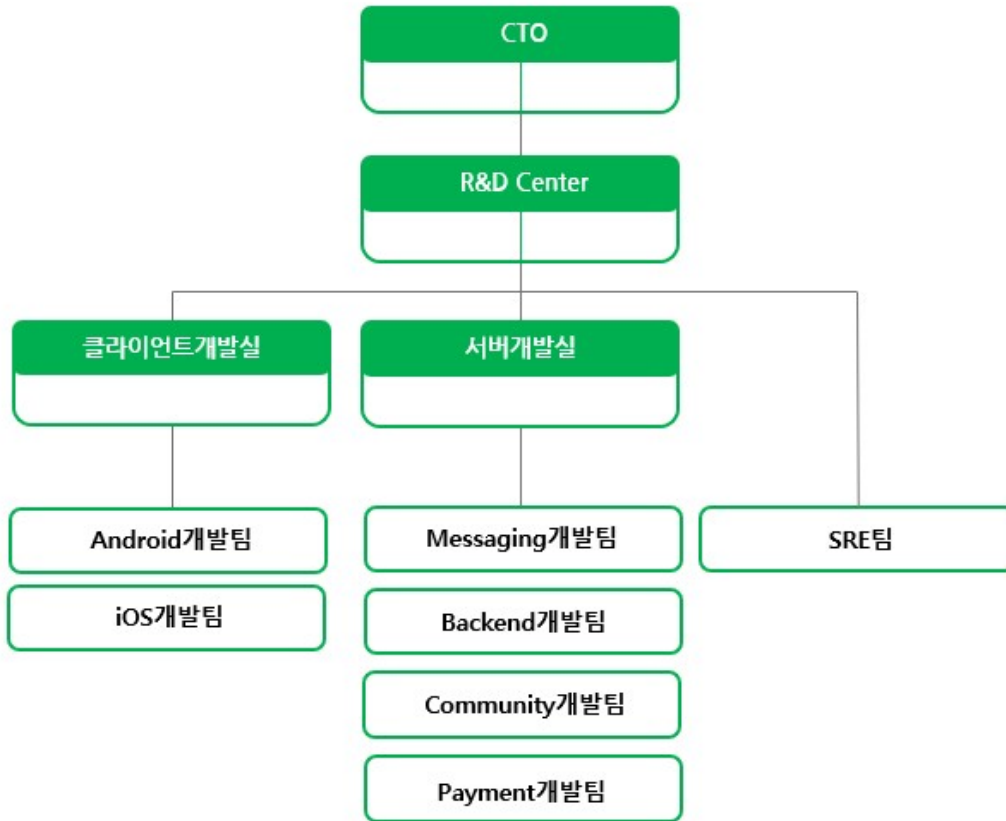 CTO
R&D Center
클라이언트개발실
서버개발실
Android개발팀
Messaging개발팀
SRE팀
iOS개발팀
Backend개발팀
Community개발팀
Payment개발팀